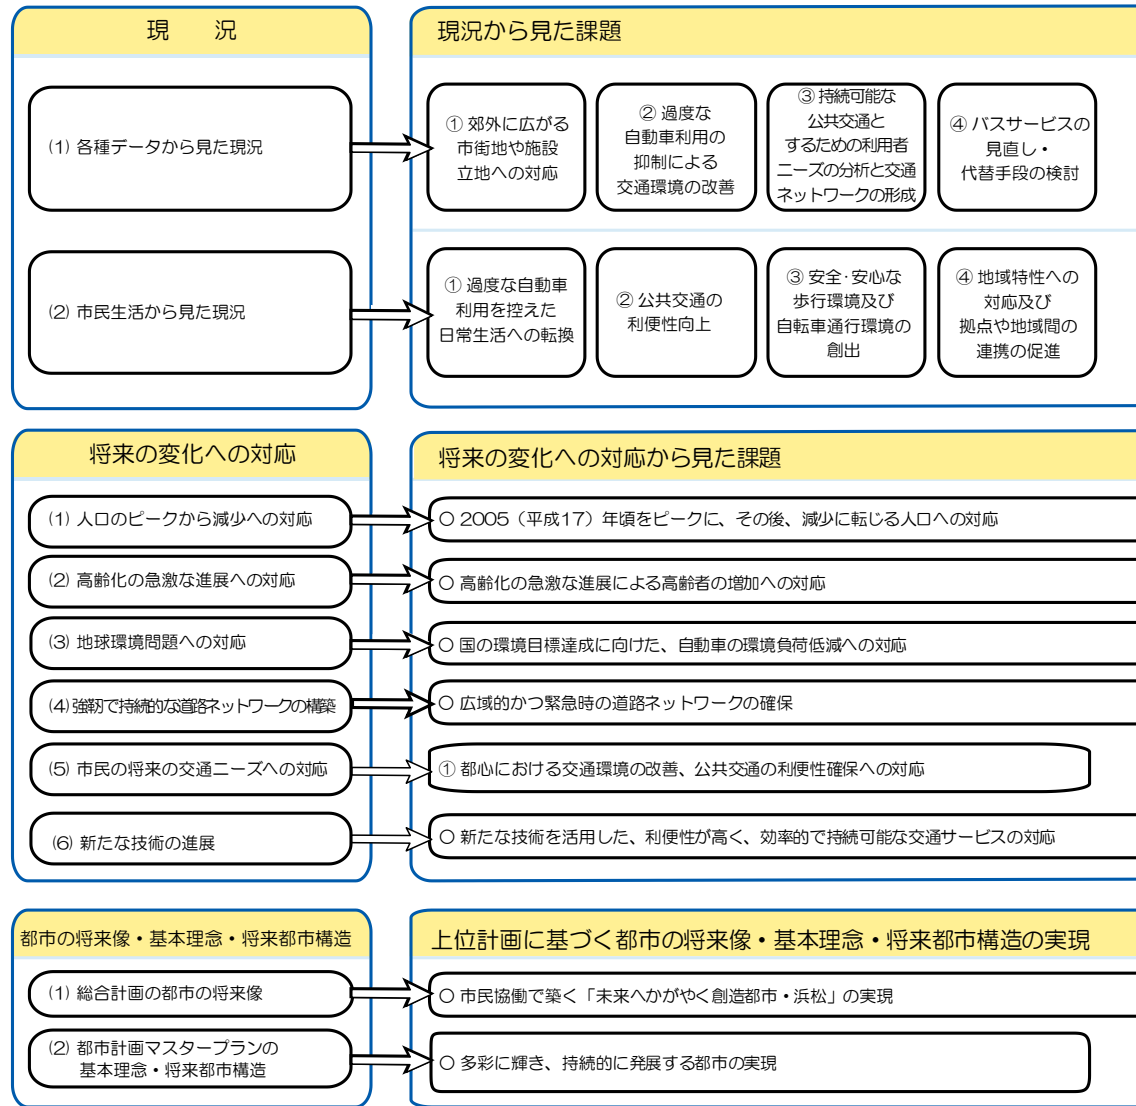 現　況
現況から見た課題
(1) 各種データから見た現況
① 郊外に広がる
市街地や施設
立地への対応
② 過度な
自動車利用の
抑制による
交通環境の改善
③ 持続可能な
公共交通と
するための利用者
ニーズの分析と交通
ネットワークの形成
④ バスサービスの
見直し・
代替手段の検討
(2) 市民生活から見た現況
① 過度な自動車
利用を控えた
日常生活への転換
② 公共交通の
利便性向上
③ 安全・安心な
歩行環境及び
自転車通行環境の
創出
④ 地域特性への
対応及び
拠点や地域間の
連携の促進
将来の変化への対応
将来の変化への対応から見た課題
(1) 人口のピークから減少への対応
○ 2005（平成17）年頃をピークに、その後、減少に転じる人口への対応
(2) 高齢化の急激な進展への対応
○ 高齢化の急激な進展による高齢者の増加への対応
(3) 地球環境問題への対応
○ 国の環境目標達成に向けた、自動車の環境負荷低減への対応
(4) 強靭で持続的な道路ネットワークの構築
○ 広域的かつ緊急時の道路ネットワークの確保
(5) 市民の将来の交通ニーズへの対応
① 都心における交通環境の改善、公共交通の利便性確保への対応
(6) 新たな技術の進展
○ 新たな技術を活用した、利便性が高く、効率的で持続可能な交通サービスの対応
都市の将来像・基本理念・将来都市構造
上位計画に基づく都市の将来像・基本理念・将来都市構造の実現
(1) 総合計画の都市の将来像
○ 市民協働で築く「未来へかがやく創造都市・浜松」の実現
(2) 都市計画マスタープランの
基本理念・将来都市構造
○ 多彩に輝き、持続的に発展する都市の実現